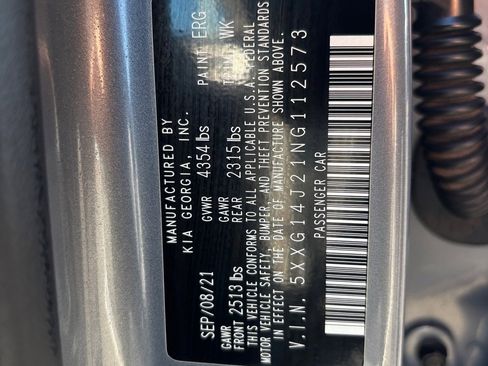 MANUFACTURED BY
KIA GEORGIA, INC.
SEP/08/21 GVWR 4354 lbs PAINT ERG
GAWR GAWR TRIM WK
FRONT 2513 lbs REAR 2315 lbs
THIS VEHICLE CONFORMS TO ALL APPLICABLE U.S.A. FEDERAL
MOTOR VEHICLE SAFETY, BUMPER, AND THEFT PREVENTION STANDARDS
IN EFFECT ON THE DATE OF MANUFACTURE SHOWN ABOVE.
V.I.N. 5XXG14J21NG112573
PASSENGER CAR